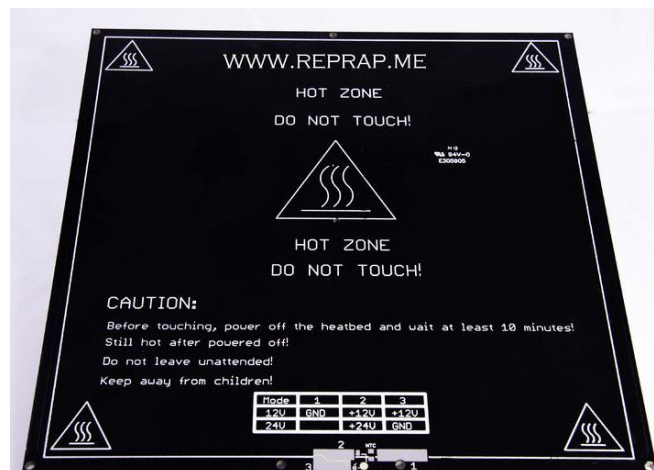 WWW.REPRAP.ME
HOT ZONE
DO NOT TOUCH!
94V-0
E305905
HOT ZONE
DO NOT TOUCH!
CAUTION:
Before touching, power off the heatbed and wait at least 10 minutes!
Still hot after powered off!
Do not leave unattended!
Keep away from children!
Mode 1 2 3
12V GND +12V +12V
24V +24V GND
2
NTC
3 1